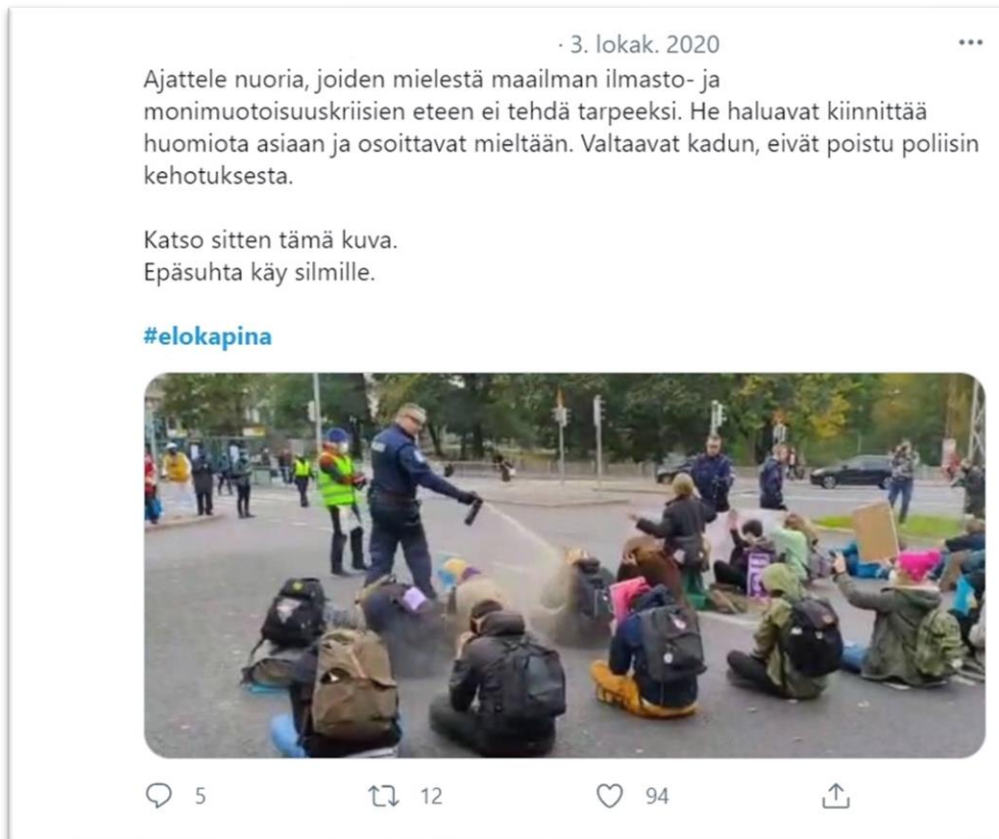 · 3. lokak. 2020
Ajattele nuoria, joiden mielestä maailman ilmasto- ja
monimuotoisuuskriisien eteen ei tehdä tarpeeksi. He haluavat kiinnittää
huomiota asiaan ja osoittavat mieltään. Valtaavat kadun, eivät poistu poliisin
kehotuksesta.
Katso sitten tämä kuva.
Epäsuhta käy silmille.
#elokapina
5 12 94